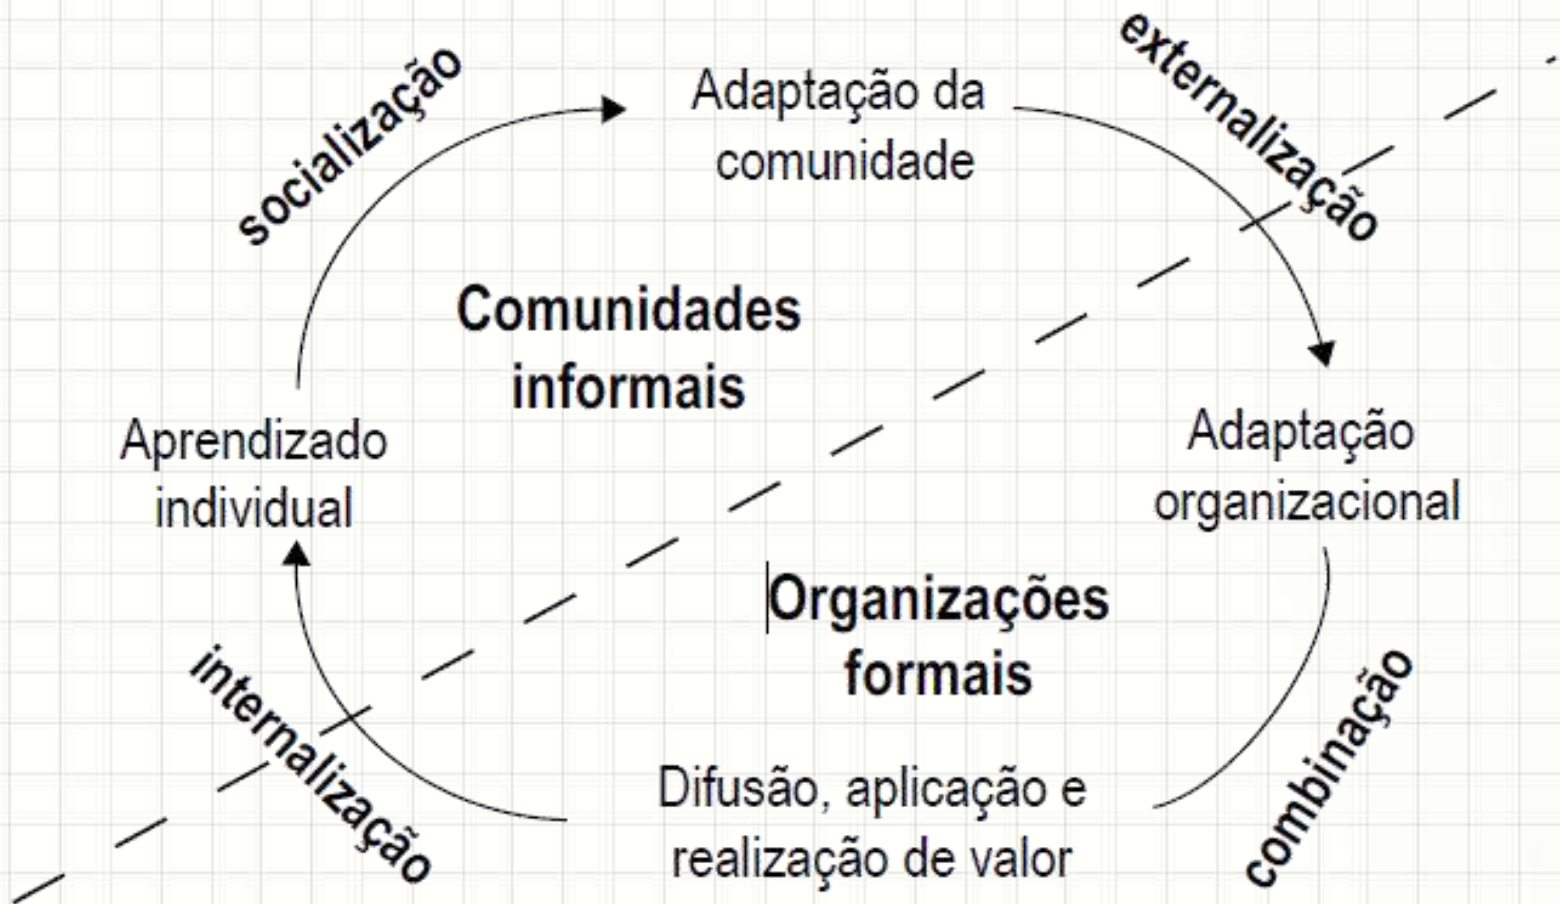 socialização
Adaptação da
comunidade
externalização
Comunidades
informais
Aprendizado
individual
Adaptação
organizacional
Organizações
formais
internalização
Difusão, aplicação e
realização de valor
combinação